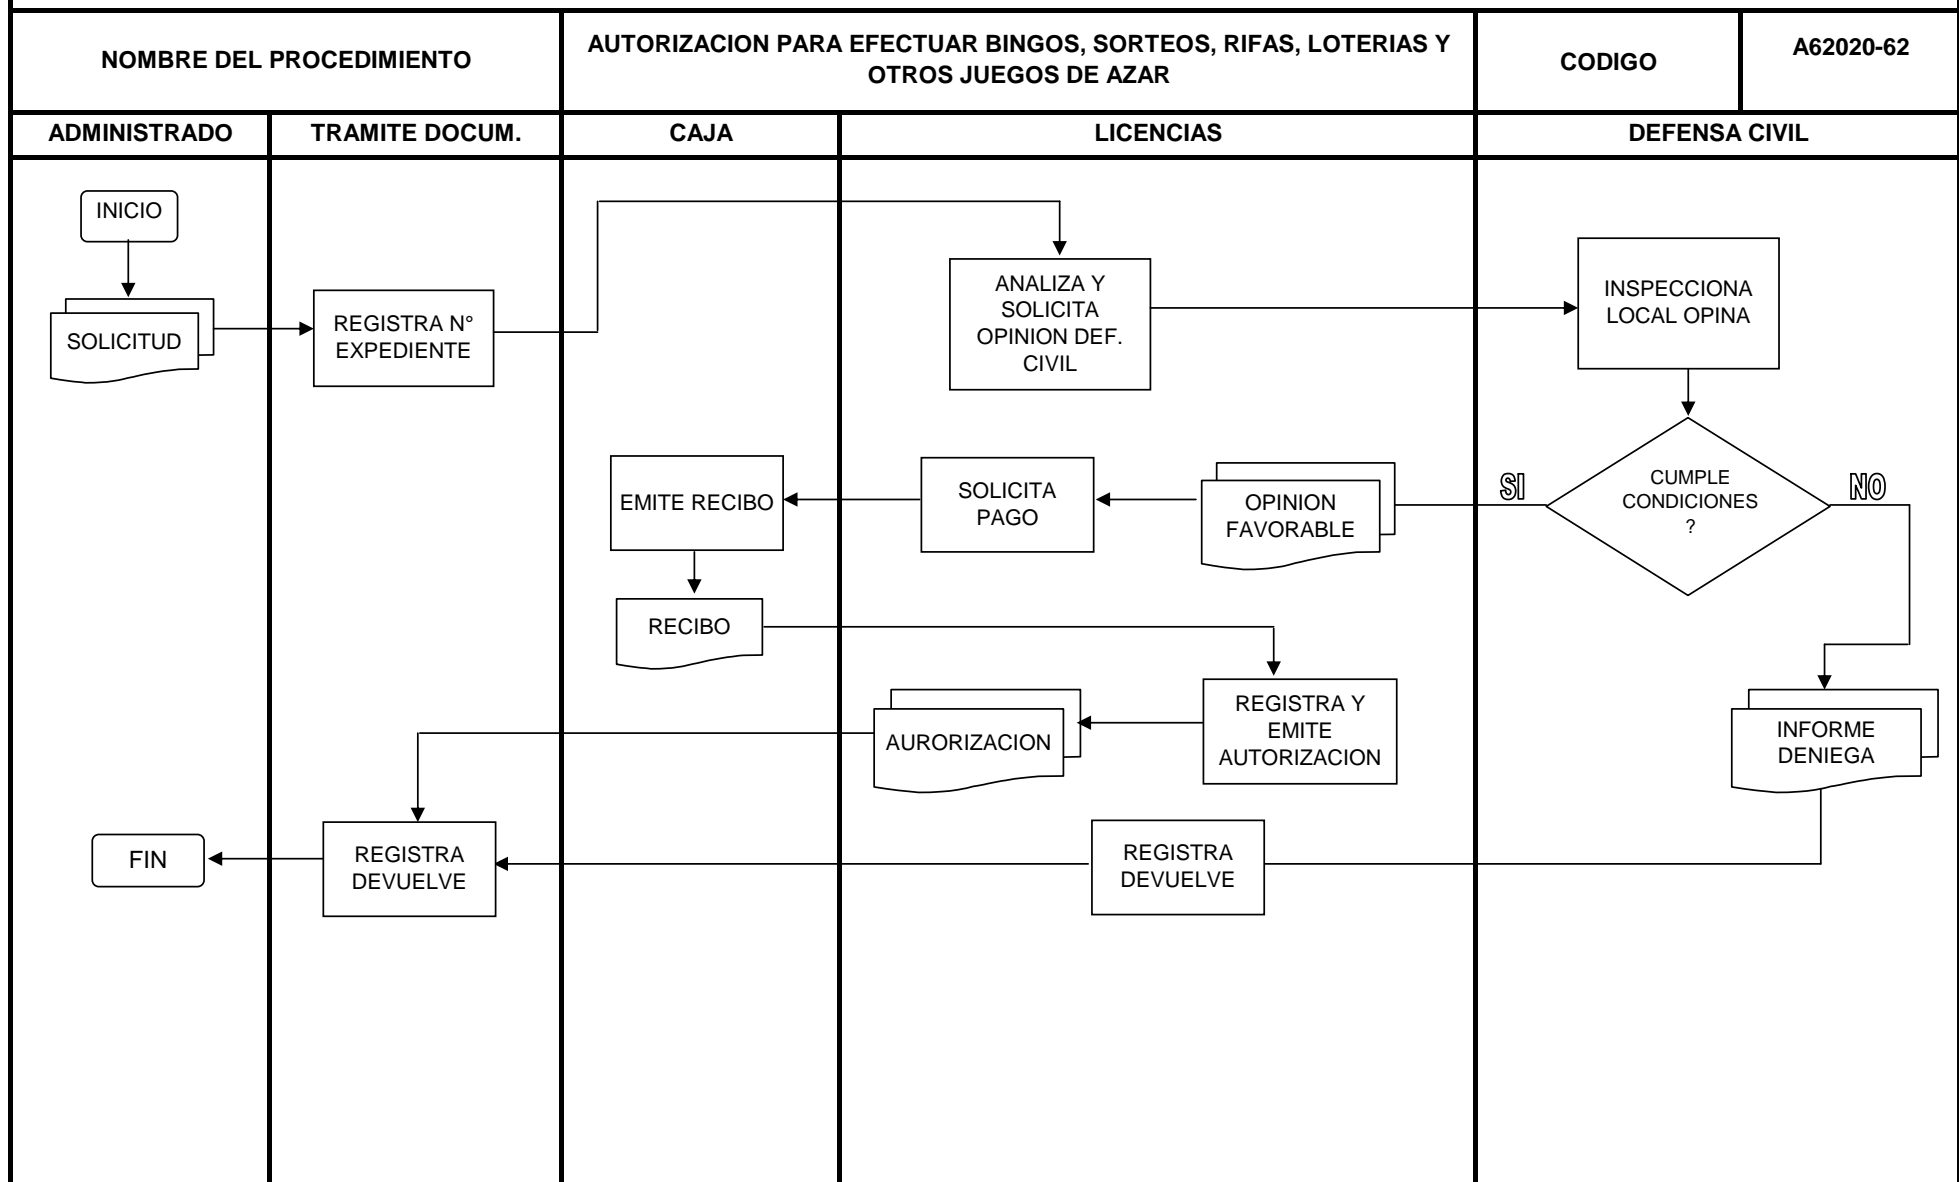 NOMBRE DEL PROCEDIMIENTO
AUTORIZACION PARA EFECTUAR BINGOS, SORTEOS, RIFAS, LOTERIAS Y
OTROS JUEGOS DE AZAR
CODIGO
A62020-62
ADMINISTRADO
TRAMITE DOCUM.
CAJA
LICENCIAS
DEFENSA CIVIL
INICIO
SOLICITUD
REGISTRA N°
EXPEDIENTE
ANALIZA Y
SOLICITA
OPINION DEF.
CIVIL
INSPECCIONA
LOCAL OPINA
CUMPLE
CONDICIONES
?
SI
NO
OPINION
FAVORABLE
SOLICITA
PAGO
EMITE RECIBO
RECIBO
REGISTRA Y
EMITE
AUTORIZACION
AURORIZACION
INFORME
DENIEGA
REGISTRA
DEVUELVE
REGISTRA
DEVUELVE
FIN